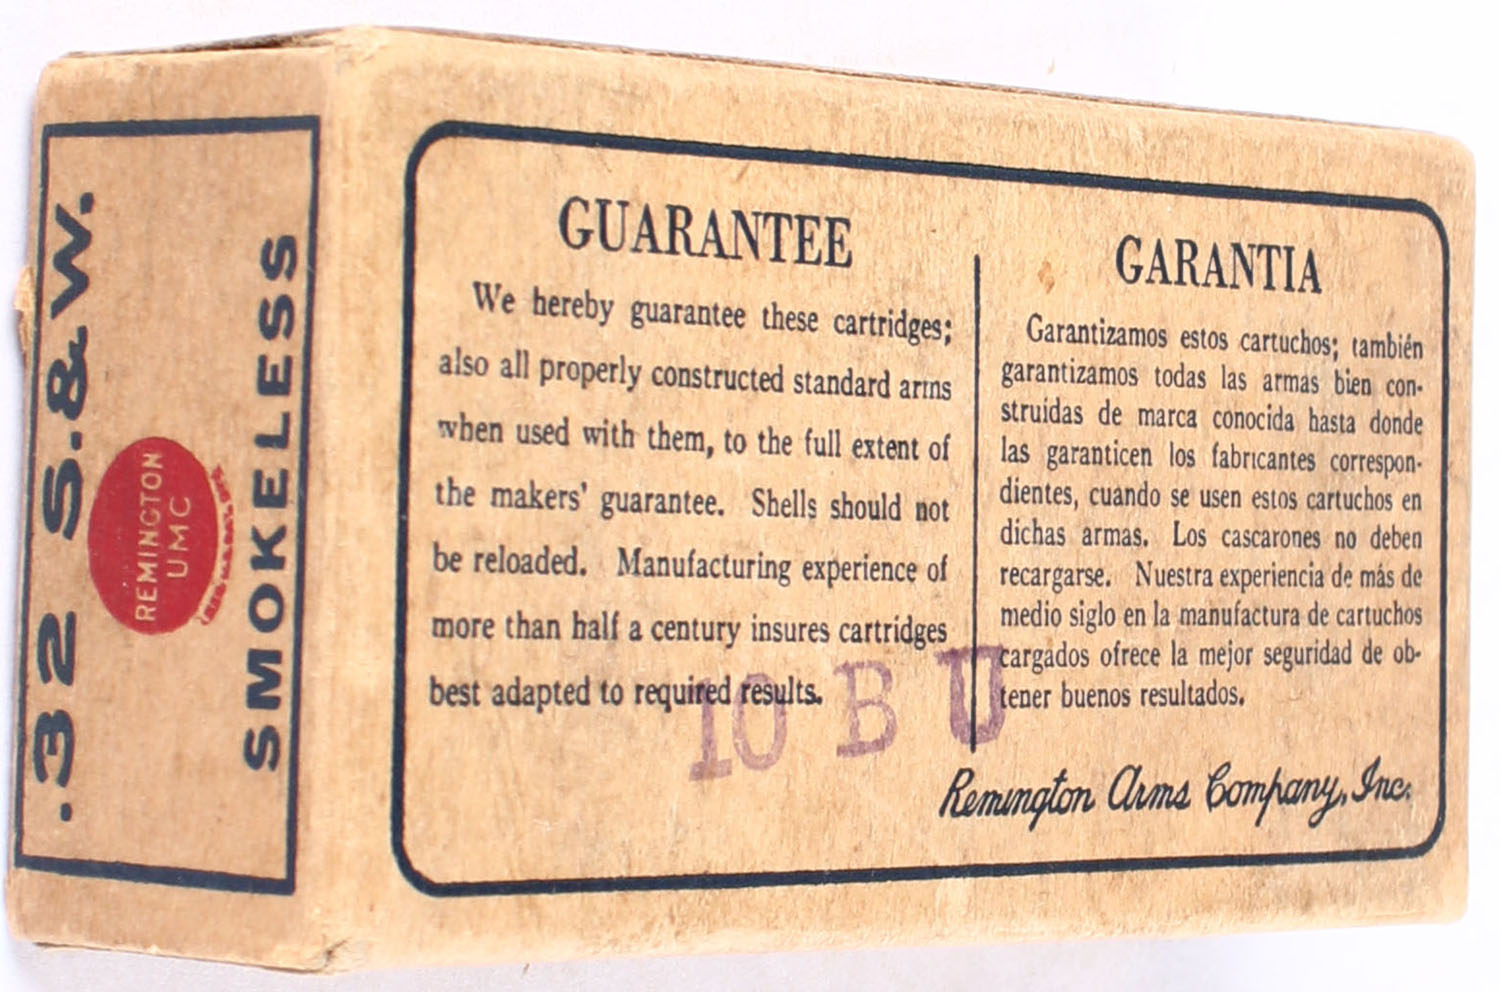 .32 S.&W.
REMINGTON
UMC
SMOKELESS
GUARANTEE
We hereby guarantee these cartridges;
also all properly constructed standard arms
when used with them, to the full extent of
the makers' guarantee. Shells should not
be reloaded. Manufacturing experience of
more than half a century insures cartridges
best adapted to required results.
GARANTIA
Garantizamos estos cartuchos; también
garantizamos todas las armas bien con-
struidas de marca conocida hasta donde
las garanticen los fabricantes correspon-
dientes, cuando se usen estos cartuchos en
dichas armas. Los cascarones no deben
recargarse. Nuestra experiencia de más de
medio siglo en la manufactura de cartuchos
cargados ofrece la mejor seguridad de ob-
tener buenos resultados.
10 B U
Remington Arms Company, Inc.